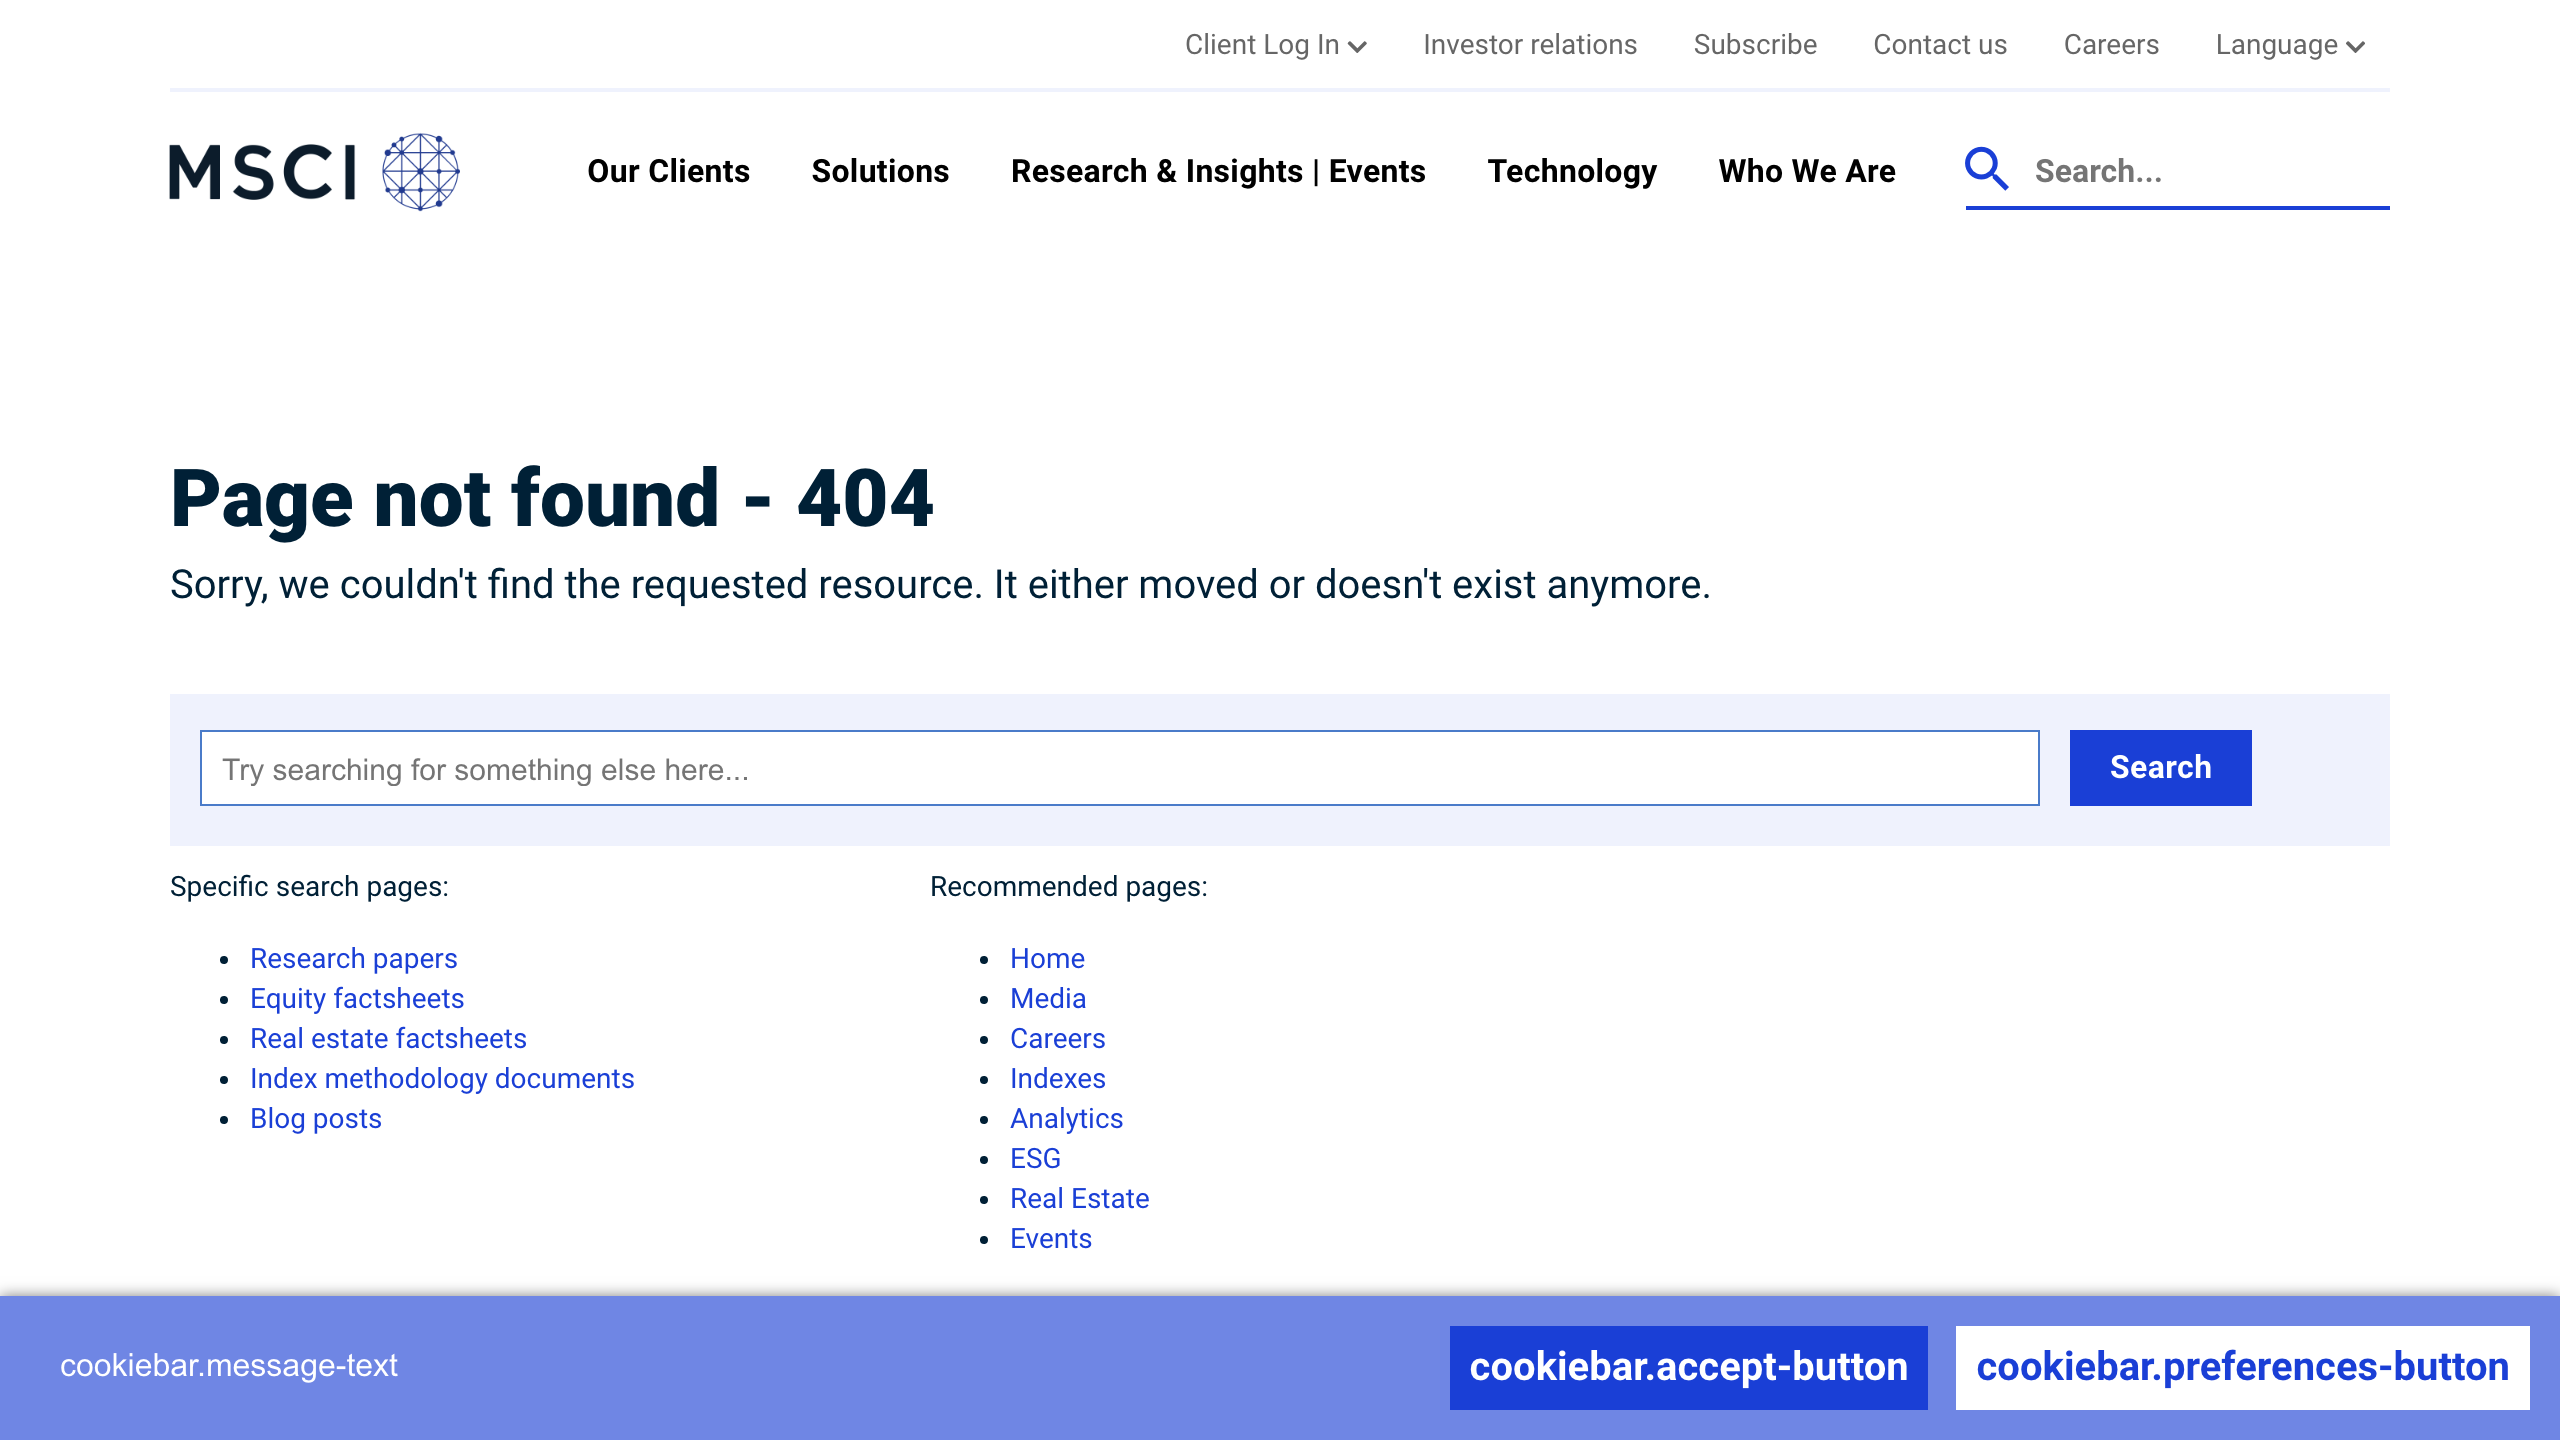 Client Log In Investor relations Subscribe Contact us Careers Language
MSCI Our Clients Solutions Research & Insights | Events Technology Who We Are Search...
Page not found - 404
Sorry, we couldn't find the requested resource. It either moved or doesn't exist anymore.
Try searching for something else here... Search
Specific search pages:
Research papers
Equity factsheets
Real estate factsheets
Index methodology documents
Blog posts
Recommended pages:
Home
Media
Careers
Indexes
Analytics
ESG
Real Estate
Events
cookiebar.message-text cookiebar.accept-button cookiebar.preferences-button